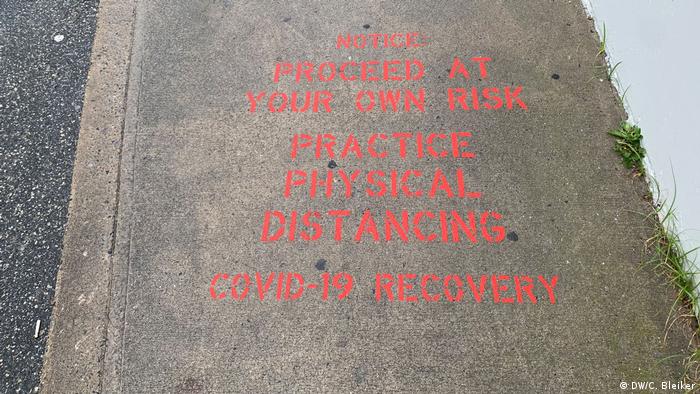 NOTICE:
PROCEED AT
YOUR OWN RISK
PRACTICE
PHYSICAL
DISTANCING
COVID-19 RECOVERY
© DW/C. Bleiker